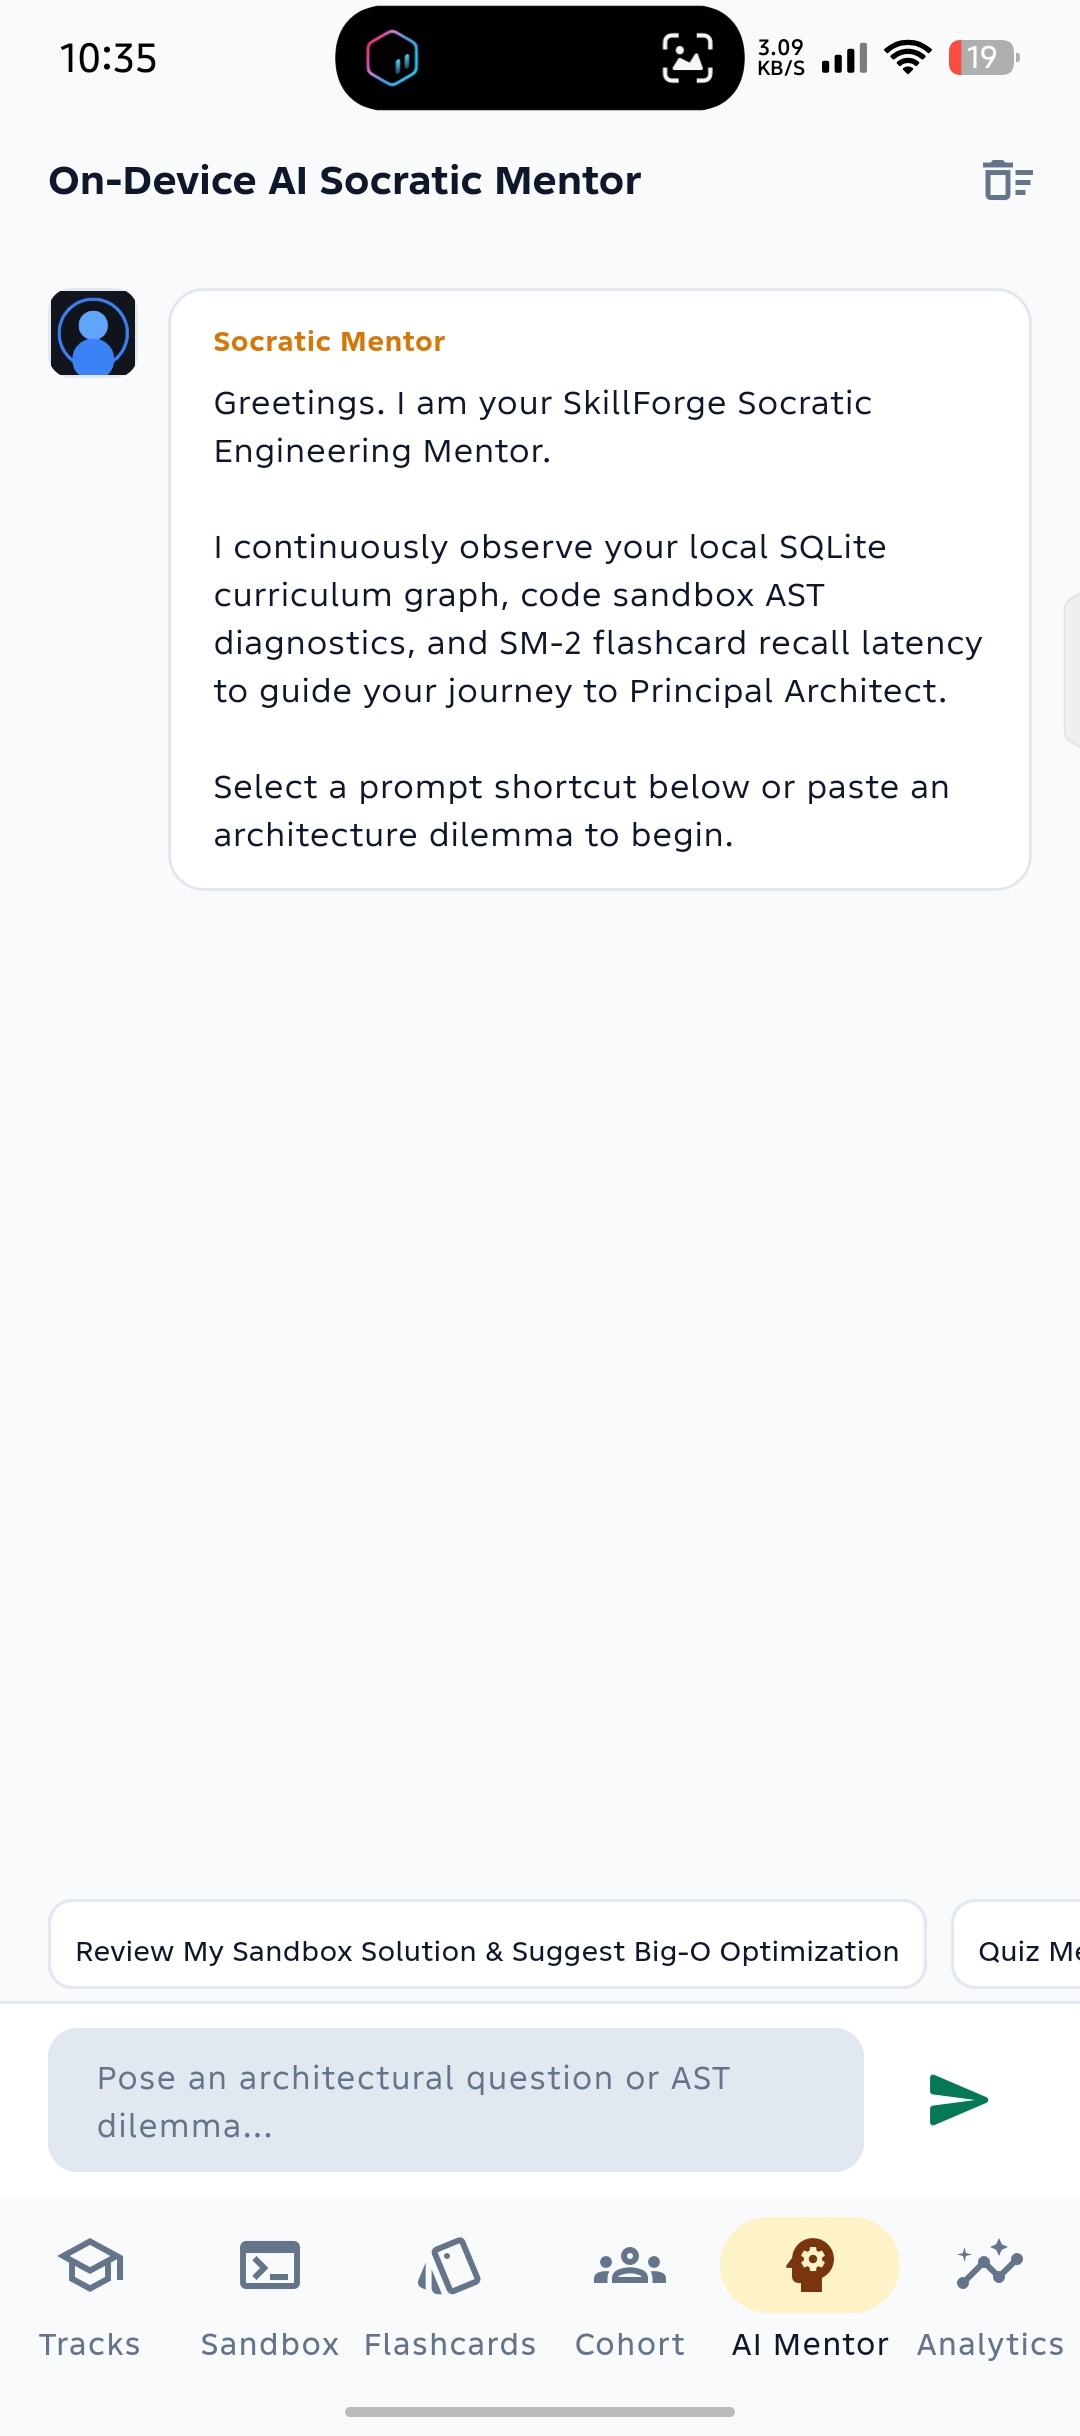 10:35
3.09
KB/S
19
On-Device AI Socratic Mentor
Socratic Mentor
Greetings. I am your SkillForge Socratic
Engineering Mentor.
I continuously observe your local SQLite
curriculum graph, code sandbox AST
diagnostics, and SM-2 flashcard recall latency
to guide your journey to Principal Architect.
Select a prompt shortcut below or paste an
architecture dilemma to begin.
Review My Sandbox Solution & Suggest Big-O Optimization
Quiz
Pose an architectural question or AST
dilemma...
Tracks
Sandbox
Flashcards
Cohort
AI Mentor
Analytics